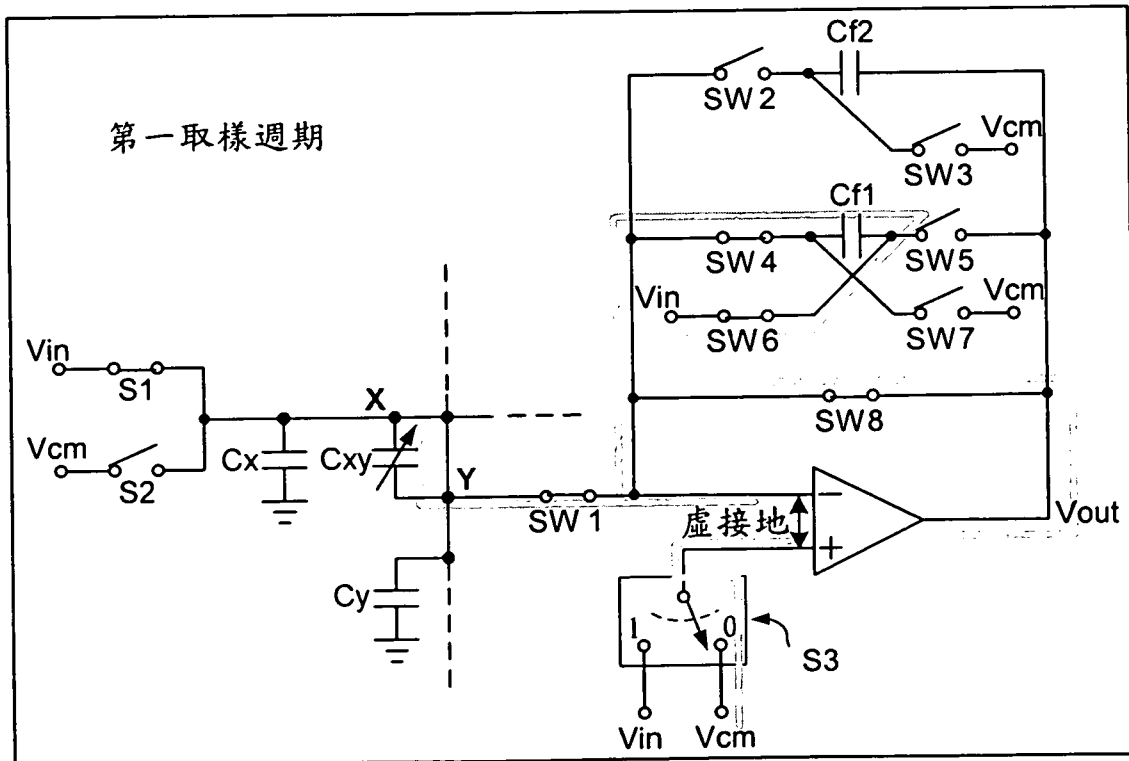 第一取樣週期
Cf2
SW2
Vcm
SW3
Cf1
SW4
SW5
Vin
SW6
Vcm
SW7
Vin
S1
SW8
Vcm
S2
X
Cx
Cxy
Y
SW1
虛接地
−
+
Vout
Cy
1
0
S3
Vin
Vcm